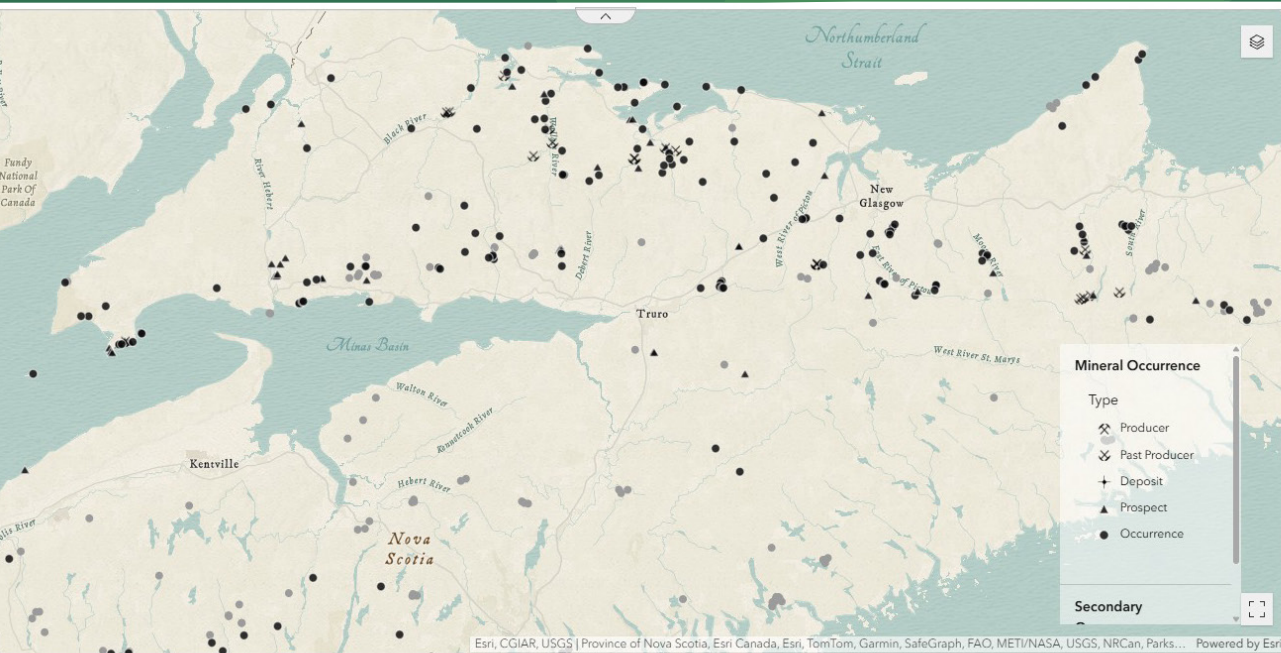 Northumberland
Strait
Black River
Fundy
National
Park Of
Canada
River Hebert
River
New
Glasgow
West River of Pictou
South River
Debert River
East River of Pictou
Truro
Minas Basin
West River St. Marys
Walton River
Kennetcook River
Kentville
Hebert River
Nova
Scotia
Mineral Occurrence
Type
Producer
Past Producer
Deposit
Prospect
Occurrence
Secondary
Esri, CGIAR, USGS | Province of Nova Scotia, Esri Canada, Esri, TomTom, Garmin, SafeGraph, FAO, METI/NASA, USGS, NRCan, Parks... Powered by Esri